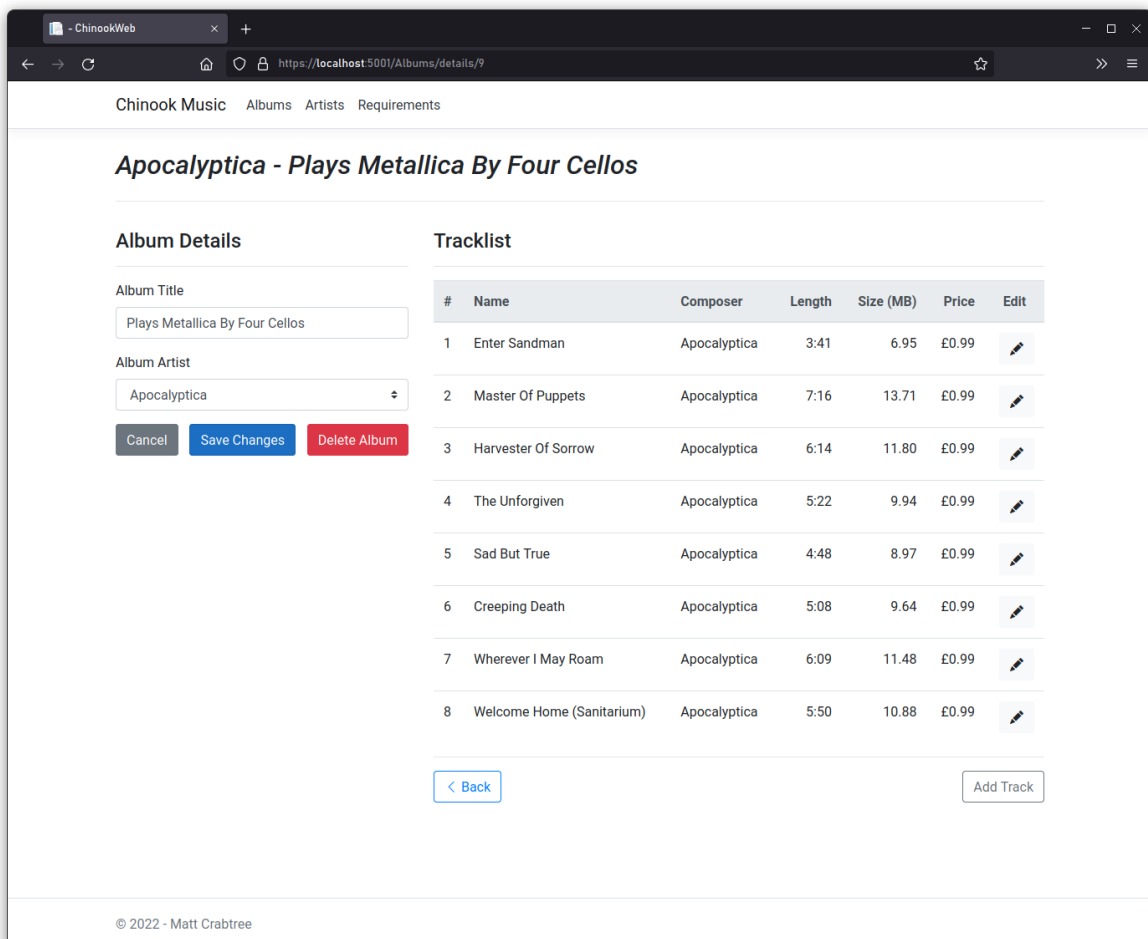 - ChinookWeb
https://localhost:5001/Albums/details/9
Chinook Music Albums Artists Requirements
Apocalyptica - Plays Metallica By Four Cellos
Album Details
Album Title
Plays Metallica By Four Cellos
Album Artist
Apocalyptica
Cancel Save Changes Delete Album
Tracklist
# Name Composer Length Size (MB) Price Edit
1 Enter Sandman Apocalyptica 3:41 6.95 £0.99
2 Master Of Puppets Apocalyptica 7:16 13.71 £0.99
3 Harvester Of Sorrow Apocalyptica 6:14 11.80 £0.99
4 The Unforgiven Apocalyptica 5:22 9.94 £0.99
5 Sad But True Apocalyptica 4:48 8.97 £0.99
6 Creeping Death Apocalyptica 5:08 9.64 £0.99
7 Wherever I May Roam Apocalyptica 6:09 11.48 £0.99
8 Welcome Home (Sanitarium) Apocalyptica 5:50 10.88 £0.99
Back Add Track
© 2022 - Matt Crabtree